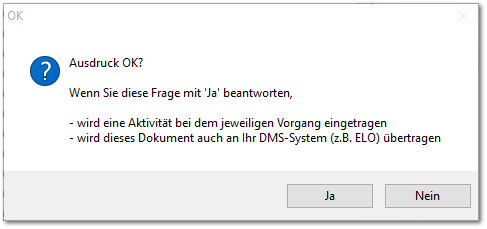 OK
Ausdruck OK?
Wenn Sie diese Frage mit 'Ja' beantworten,
- wird eine Aktivität bei dem jeweiligen Vorgang eingetragen
- wird dieses Dokument auch an Ihr DMS-System (z.B. ELO) übertragen
Ja
Nein